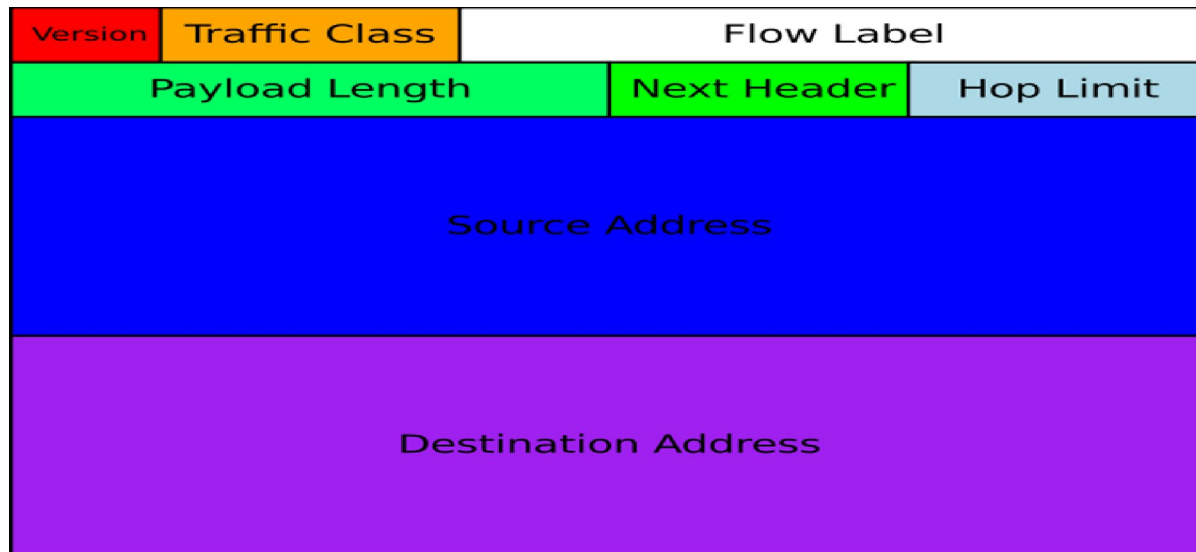 Version Traffic Class Flow Label
Payload Length Next Header Hop Limit
Source Address
Destination Address